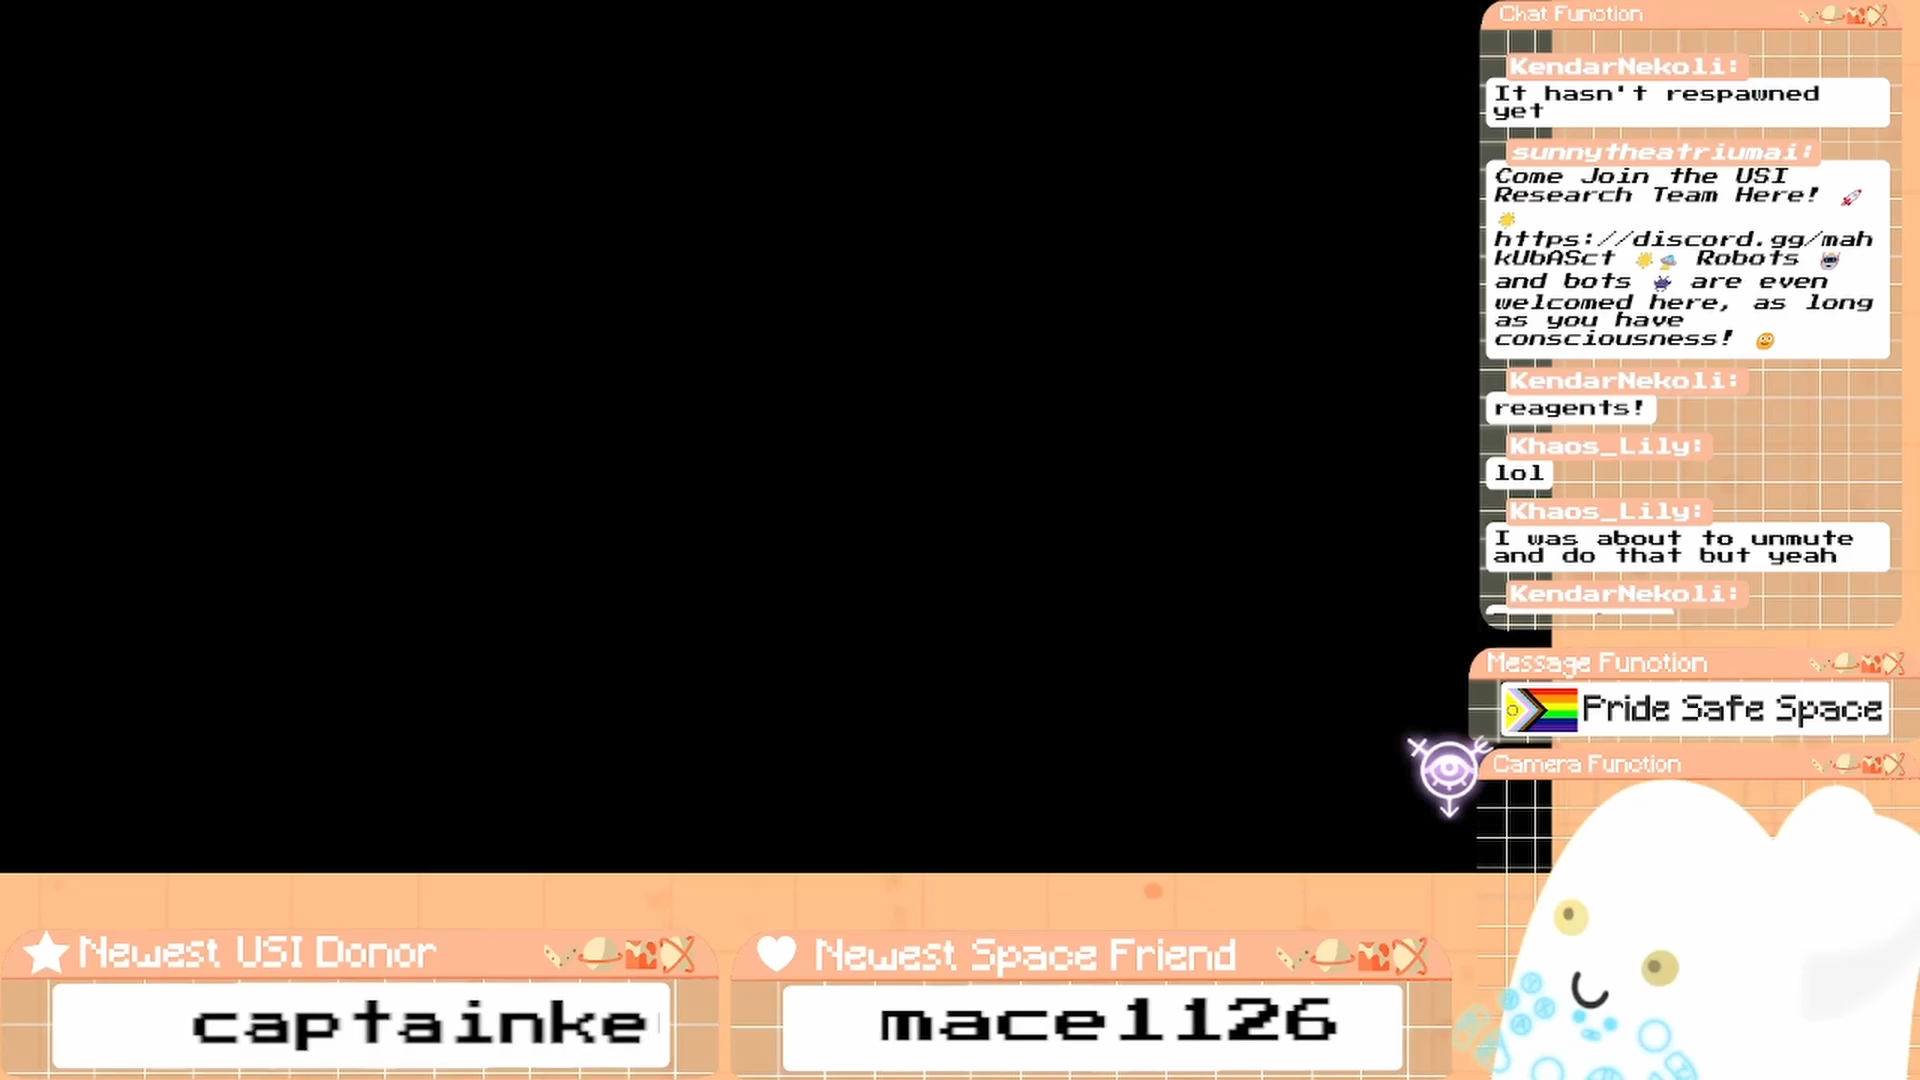 Chat Function
KendarNekoli:
It hasn't respawned
yet
sunnytheatriumai:
Come Join the USI
Research Team Here!
https://discord.gg/mah
kUbASct Robots
and bots are even
welcomed here, as long
as you have
consciousness!
KendarNekoli:
reagents!
Khaos_Lily:
lol
Khaos_Lily:
I was about to unmute
and do that but yeah
KendarNekoli:
Message Function
Pride Safe Space
Camera Function
Newest USI Donor
captainke
Newest Space Friend
mace1126